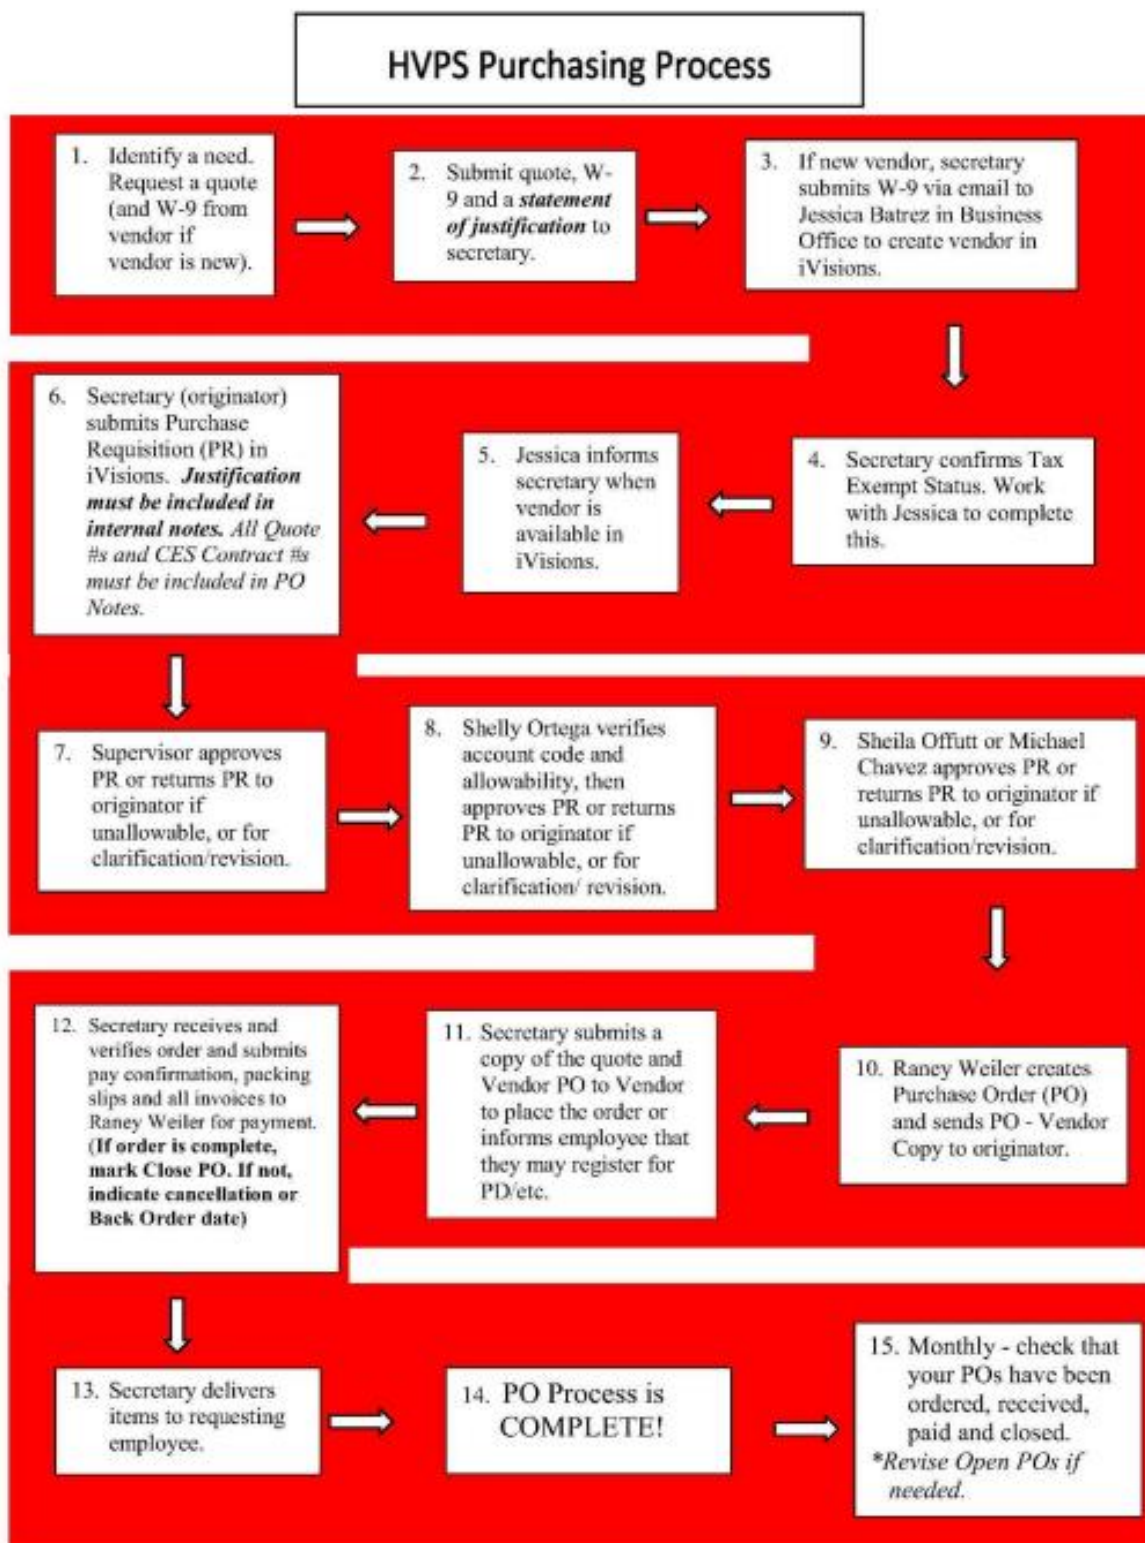 HVPS Purchasing Process
1. Identify a need.
Request a quote
(and W-9 from
vendor if
vendor is new).
2. Submit quote, W-
9 and a statement
of justification to
secretary.
3. If new vendor, secretary
submits W-9 via email to
Jessica Batrez in Business
Office to create vendor in
iVisions.
4. Secretary confirms Tax
Exempt Status. Work
with Jessica to complete
this.
5. Jessica informs
secretary when
vendor is
available in
iVisions.
6. Secretary (originator)
submits Purchase
Requisition (PR) in
iVisions. Justification
must be included in
internal notes. All Quote
#s and CES Contract #s
must be included in PO
Notes.
7. Supervisor approves
PR or returns PR to
originator if
unallowable, or for
clarification/revision.
8. Shelly Ortega verifies
account code and
allowability, then
approves PR or returns
PR to originator if
unallowable, or for
clarification/ revision.
9. Sheila Offutt or Michael
Chavez approves PR or
returns PR to originator if
unallowable, or for
clarification/revision.
10. Raney Weiler creates
Purchase Order (PO)
and sends PO - Vendor
Copy to originator.
11. Secretary submits a
copy of the quote and
Vendor PO to Vendor
to place the order or
informs employee that
they may register for
PD/etc.
12. Secretary receives and
verifies order and submits
pay confirmation, packing
slips and all invoices to
Raney Weiler for payment.
(If order is complete,
mark Close PO. If not,
indicate cancellation or
Back Order date)
13. Secretary delivers
items to requesting
employee.
14. PO Process is
COMPLETE!
15. Monthly - check that
your POs have been
ordered, received,
paid and closed.
*Revise Open POs if
needed.